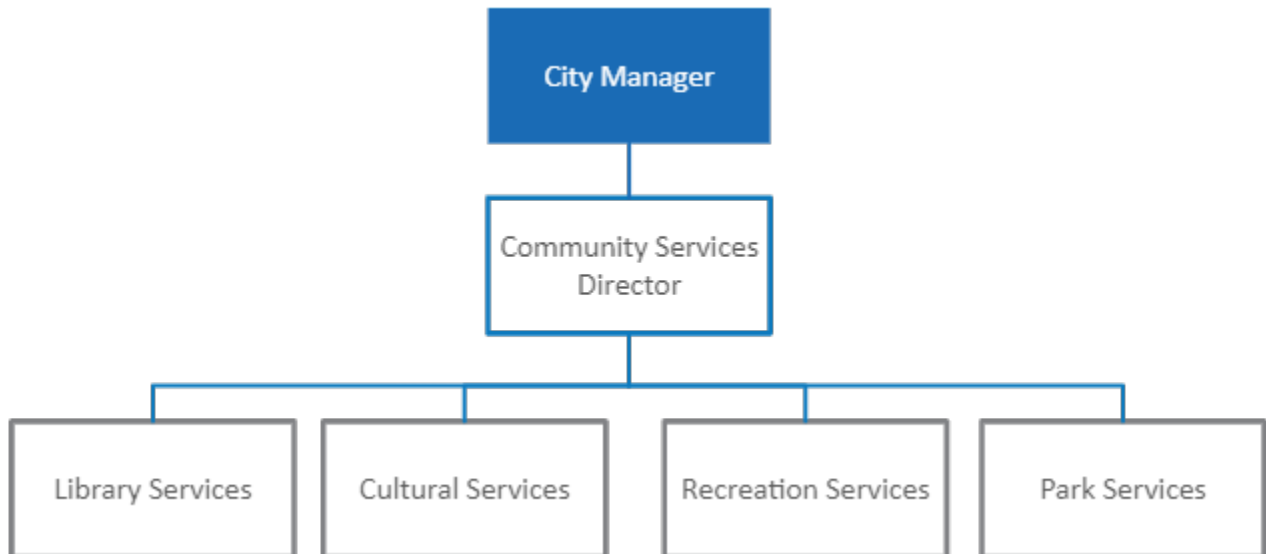 City Manager
Community Services
Director
Library Services
Cultural Services
Recreation Services
Park Services